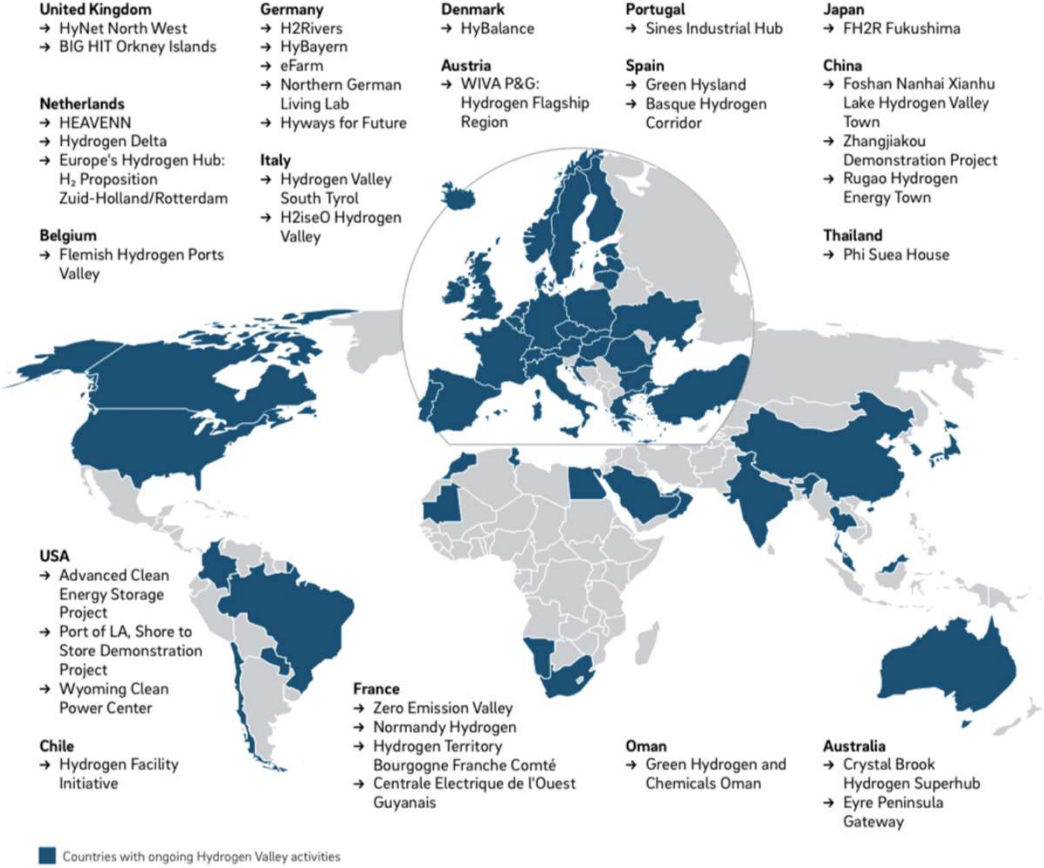 United Kingdom
→ HyNet North West
→ BIG HIT Orkney Islands
Netherlands
→ HEAVENN
→ Hydrogen Delta
→ Europe's Hydrogen Hub:
H₂ Proposition
Zuid-Holland/Rotterdam
Belgium
→ Flemish Hydrogen Ports
Valley
Germany
→ H2Rivers
→ HyBayern
→ eFarm
→ Northern German
Living Lab
→ Hyways for Future
Italy
→ Hydrogen Valley
South Tyrol
→ H2iseO Hydrogen
Valley
Denmark
→ HyBalance
Austria
→ WIVA P&G:
Hydrogen Flagship
Region
Portugal
→ Sines Industrial Hub
Spain
→ Green Hysland
→ Basque Hydrogen
Corridor
Japan
→ FH2R Fukushima
China
→ Foshan Nanhai Xianhu
Lake Hydrogen Valley
Town
→ Zhangjiakou
Demonstration Project
→ Rugao Hydrogen
Energy Town
Thailand
→ Phi Suea House
USA
→ Advanced Clean
Energy Storage
Project
→ Port of LA, Shore to
Store Demonstration
Project
→ Wyoming Clean
Power Center
Chile
→ Hydrogen Facility
Initiative
France
→ Zero Emission Valley
→ Normandy Hydrogen
→ Hydrogen Territory
Bourgogne Franche Comté
→ Centrale Electrique de l'Ouest
Guyanais
Oman
→ Green Hydrogen and
Chemicals Oman
Australia
→ Crystal Brook
Hydrogen Superhub
→ Eyre Peninsula
Gateway
Countries with ongoing Hydrogen Valley activities